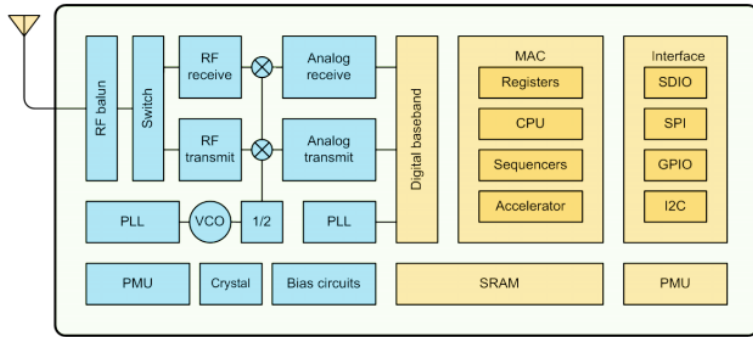 RF balun
Switch
RF
receive
Analog
receive
RF
transmit
Analog
transmit
PLL
VCO
1/2
PLL
Digital baseband
MAC
Registers
CPU
Sequencers
Accelerator
Interface
SDIO
SPI
GPIO
I2C
PMU
Crystal
Bias circuits
SRAM
PMU